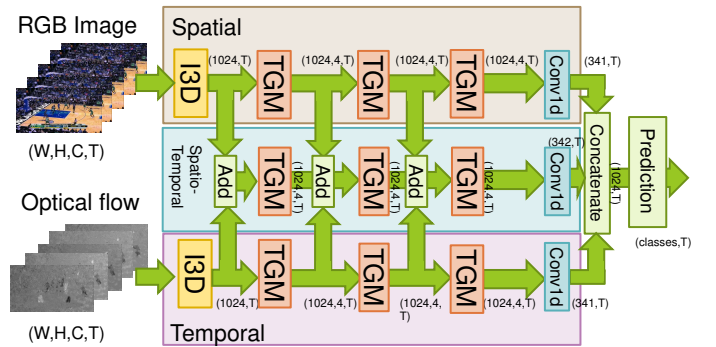 RGB Image
Spatial
(1024,T)
(1024,4,T)
(1024,4,T)
(1024,4,T)
(341,T)
I3D
TGM
TGM
TGM
Conv1d
(W,H,C,T)
Spatio-
Temporal
Add
TGM
(1024,4,T)
Add
TGM
(1024,4,T)
Add
TGM
(1024,4,T)
Conv1d
(342,T)
Concatenate
(1024,T)
Prediction
(classes,T)
Optical flow
I3D
TGM
TGM
TGM
Conv1d
(1024,T)
(1024,4,T)
(1024,4,
T)
(1024,4,T)
(341,T)
(W,H,C,T)
Temporal